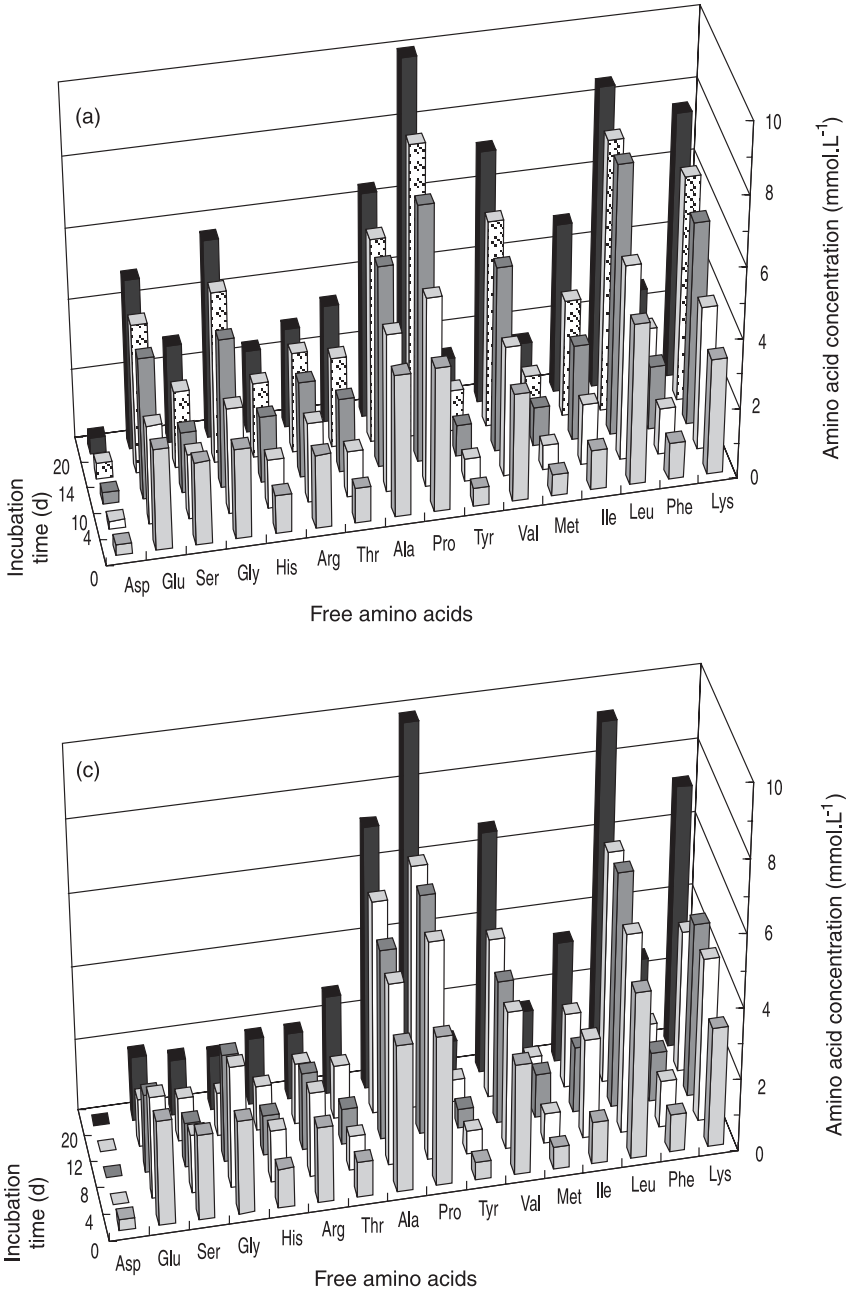 (a)
10
8
6
4
2
0
Amino acid concentration (mmol.L-1)
20
14
10
4
0
Incubation
time (d)
Asp Glu Ser Gly His Arg Thr Ala Pro Tyr Val Met Ile Leu Phe Lys
Free amino acids
(c)
10
8
6
4
2
0
Amino acid concentration (mmol.L-1)
20
12
8
4
0
Incubation
time (d)
Asp Glu Ser Gly His Arg Thr Ala Pro Tyr Val Met Ile Leu Phe Lys
Free amino acids